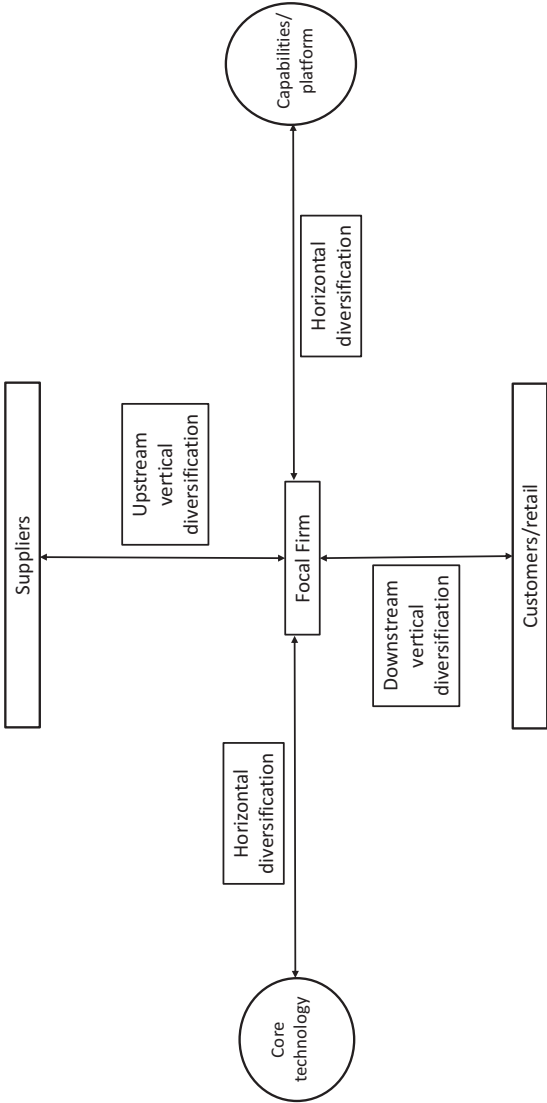 Suppliers
Upstream
vertical
diversification
Core
technology
Horizontal
diversification
Focal Firm
Horizontal
diversification
Capabilities/
platform
Downstream
vertical
diversification
Customers/retail